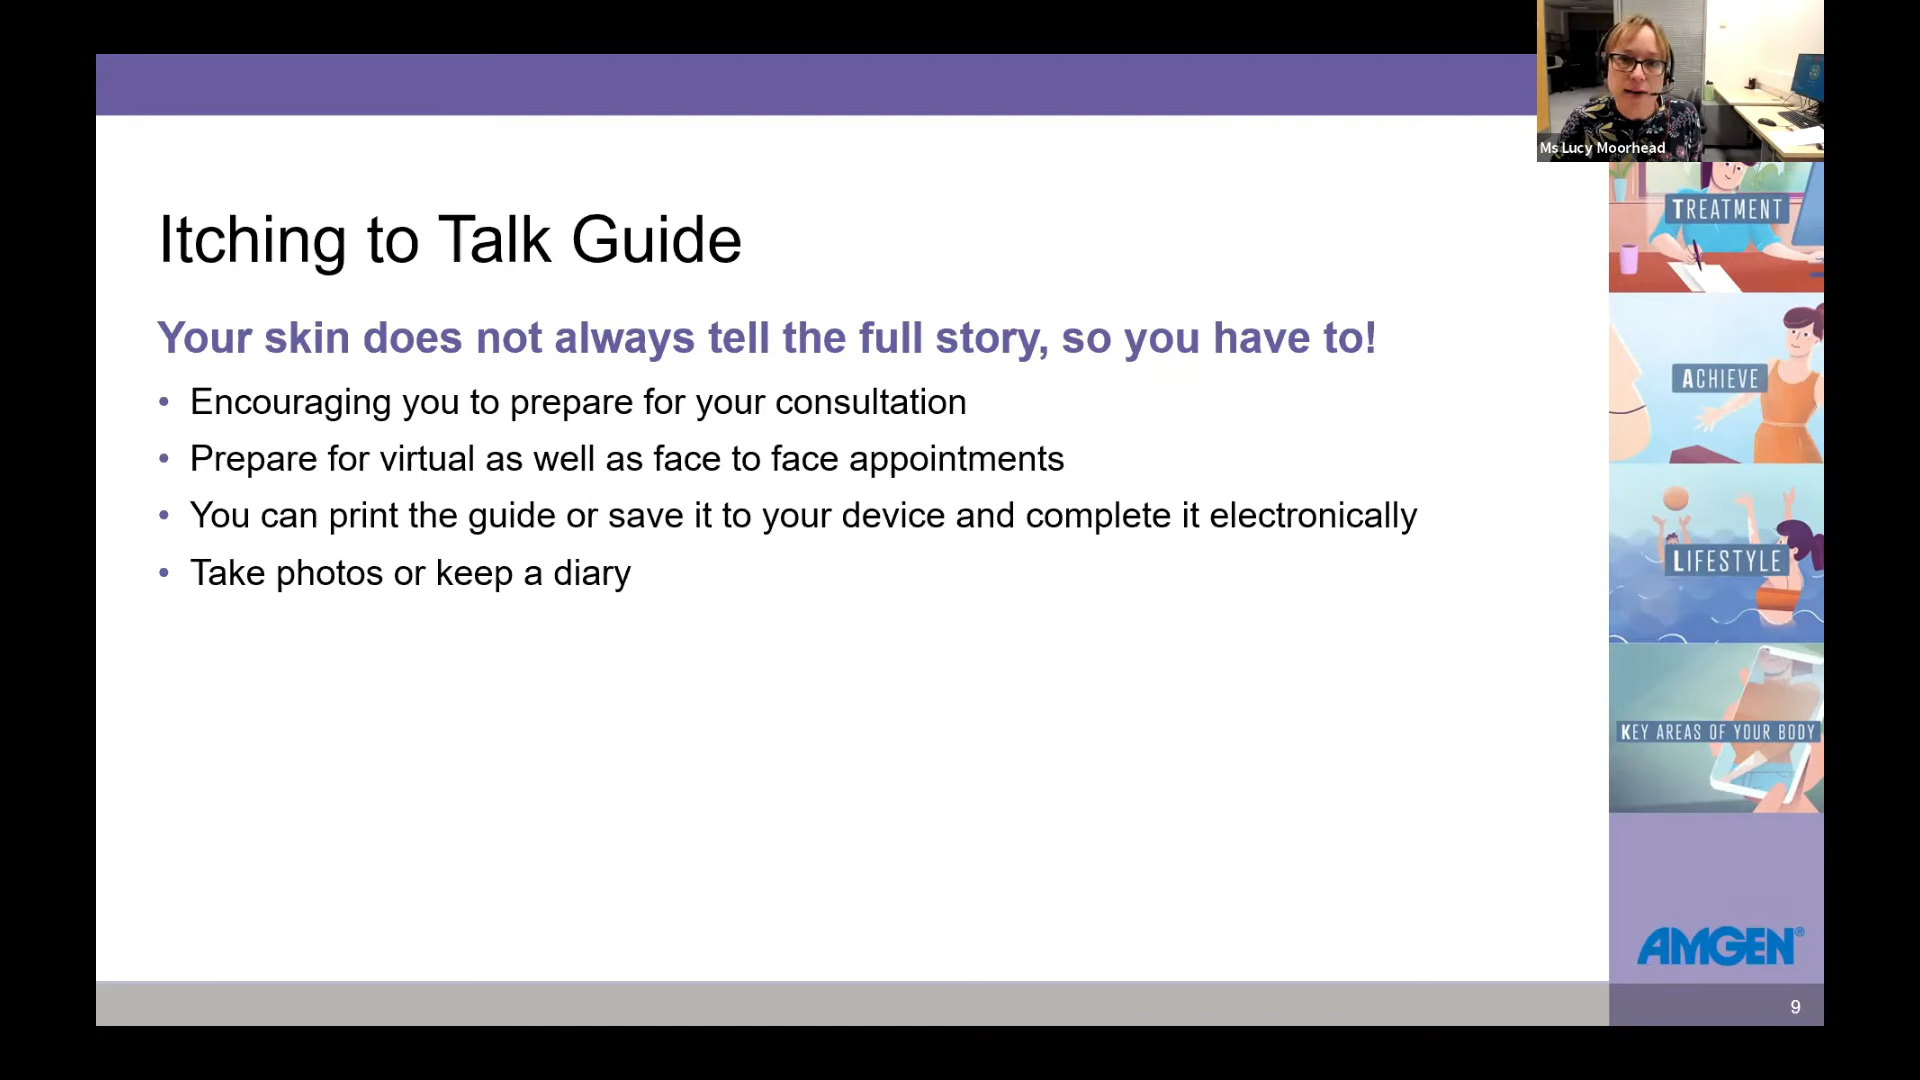 Ms Lucy Moorhead
Itching to Talk Guide
Your skin does not always tell the full story, so you have to!
• Encouraging you to prepare for your consultation
• Prepare for virtual as well as face to face appointments
• You can print the guide or save it to your device and complete it electronically
• Take photos or keep a diary
TREATMENT
ACHIEVE
LIFESTYLE
KEY AREAS OF YOUR BODY
AMGEN®
9